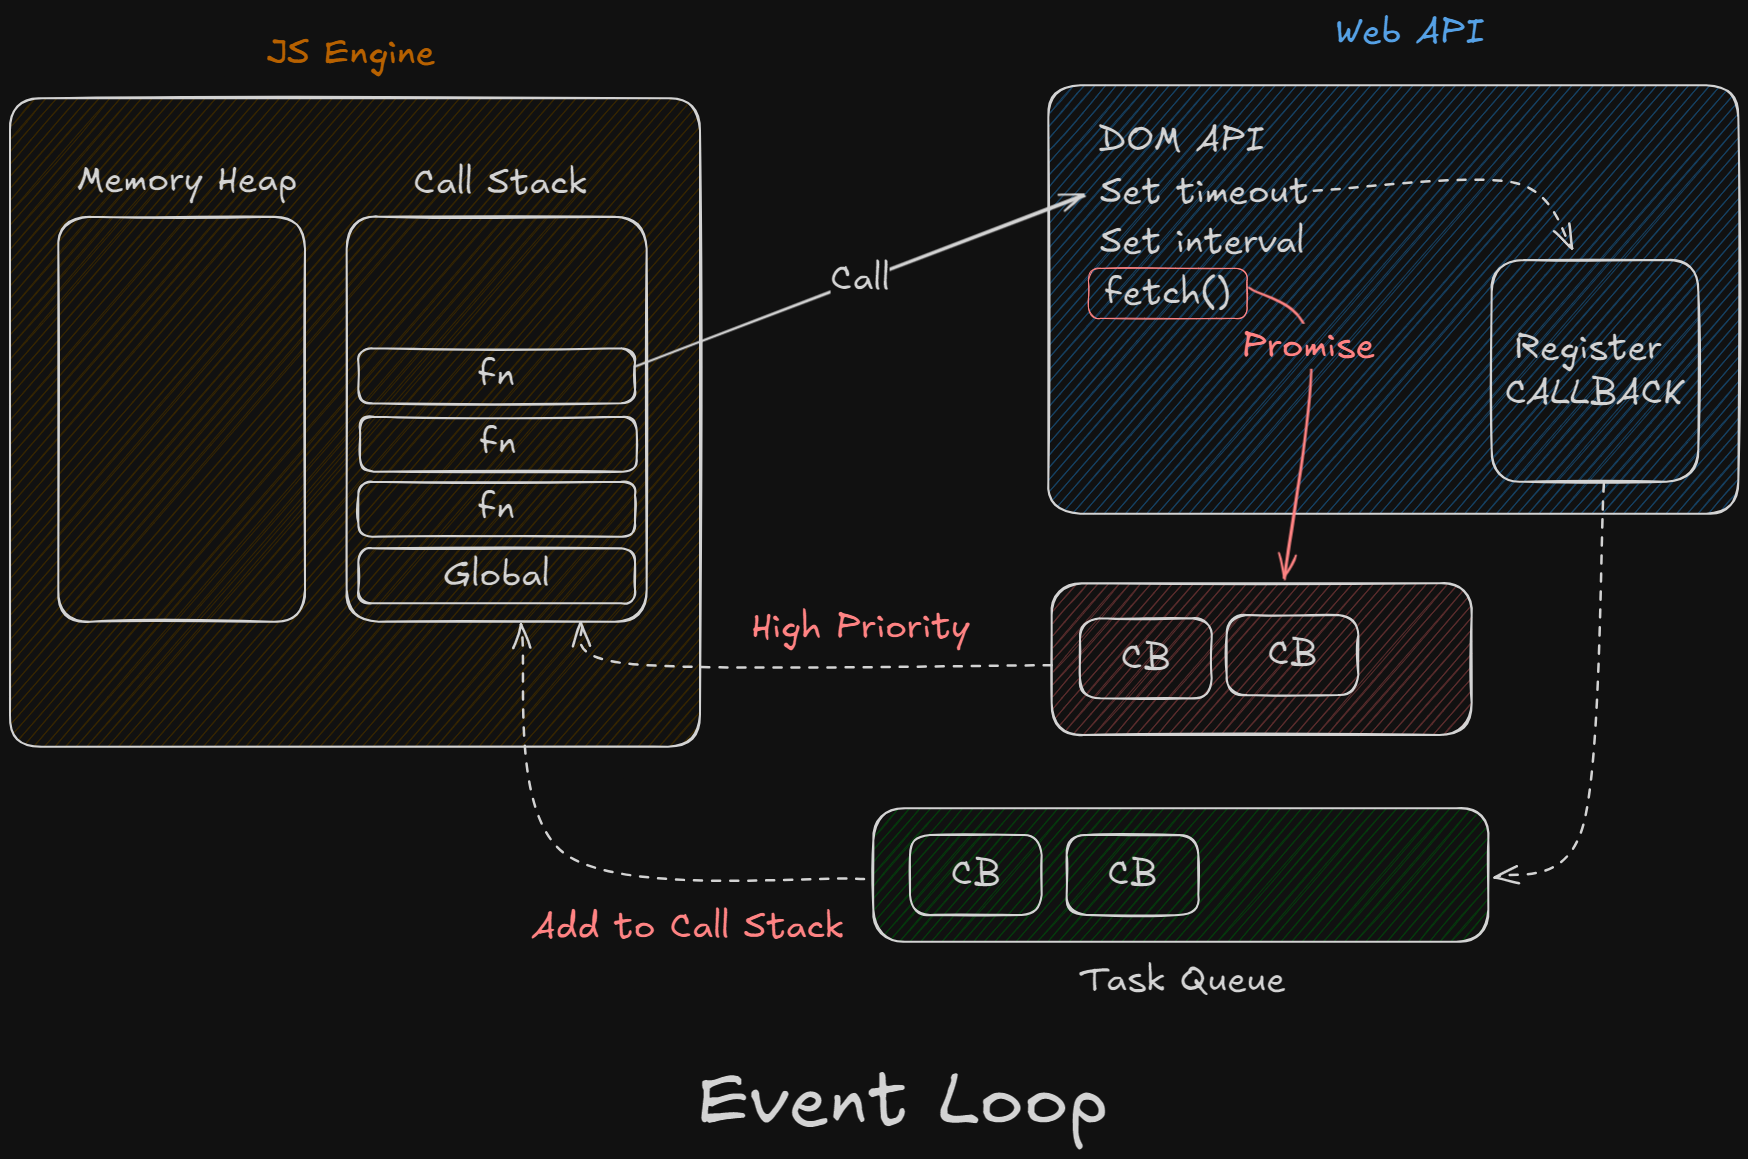 JS Engine
Web API
Memory Heap
Call Stack
fn
fn
fn
Global
Call
DOM API
Set timeout
Set interval
fetch()
Promise
Register
CALLBACK
High Priority
CB
CB
CB
CB
Add to Call Stack
Task Queue
Event Loop